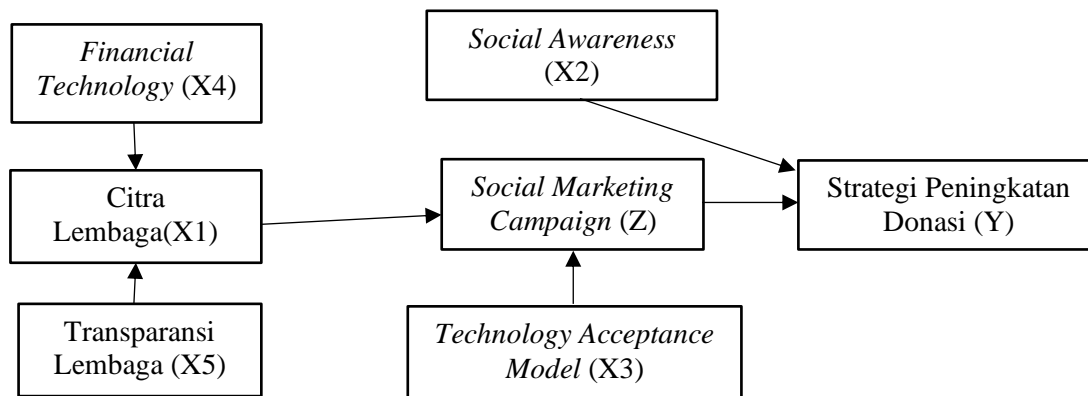 Financial
Technology (X4)
Social Awareness
(X2)
Citra
Lembaga(X1)
Social Marketing
Campaign (Z)
Strategi Peningkatan
Donasi (Y)
Transparansi
Lembaga (X5)
Technology Acceptance
Model (X3)